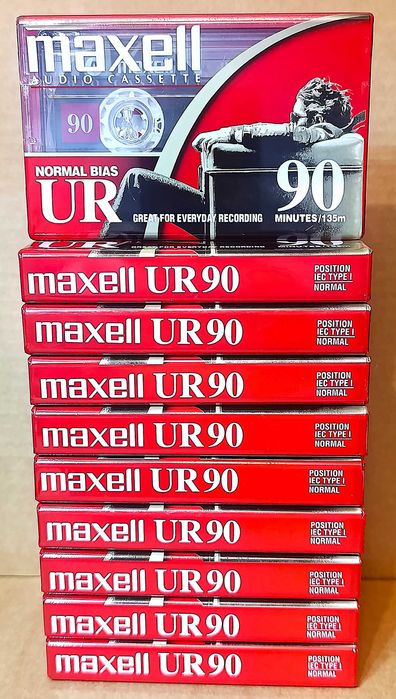 maxell
AUDIO CASSETTE
90
NORMAL BIAS
UR
GREAT FOR EVERYDAY RECORDING
90
MINUTES/135m
maxell UR90
POSITION
IEC TYPE I
NORMAL
maxell UR90
POSITION
IEC TYPE I
NORMAL
maxell UR90
POSITION
IEC TYPE I
NORMAL
maxell UR90
POSITION
IEC TYPE I
NORMAL
maxell UR90
POSITION
IEC TYPE I
NORMAL
maxell UR90
POSITION
IEC TYPE I
NORMAL
maxell UR90
POSITION
IEC TYPE I
NORMAL
maxell UR90
POSITION
IEC TYPE I
NORMAL
maxell UR90
POSITION
IEC TYPE I
NORMAL